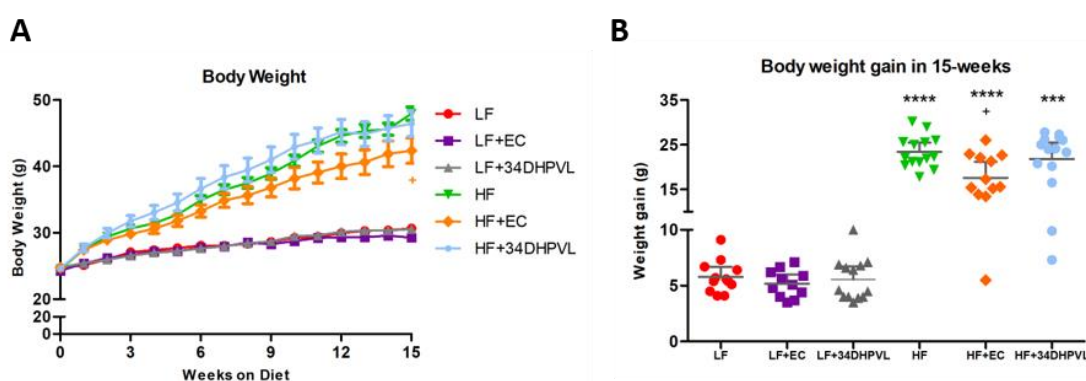 A
Body Weight
50
40
30
20
20
0
Body Weight (g)
0
3
6
9
12
15
Weeks on Diet
+
LF
LF+EC
LF+34DHPVL
HF
HF+EC
HF+34DHPVL
B
Body weight gain in 15-weeks
35
25
15
10
5
0
Weight gain (g)
****
****
+
***
LF
LF+EC
LF+34DHPVL
HF
HF+EC
HF+34DHPVL